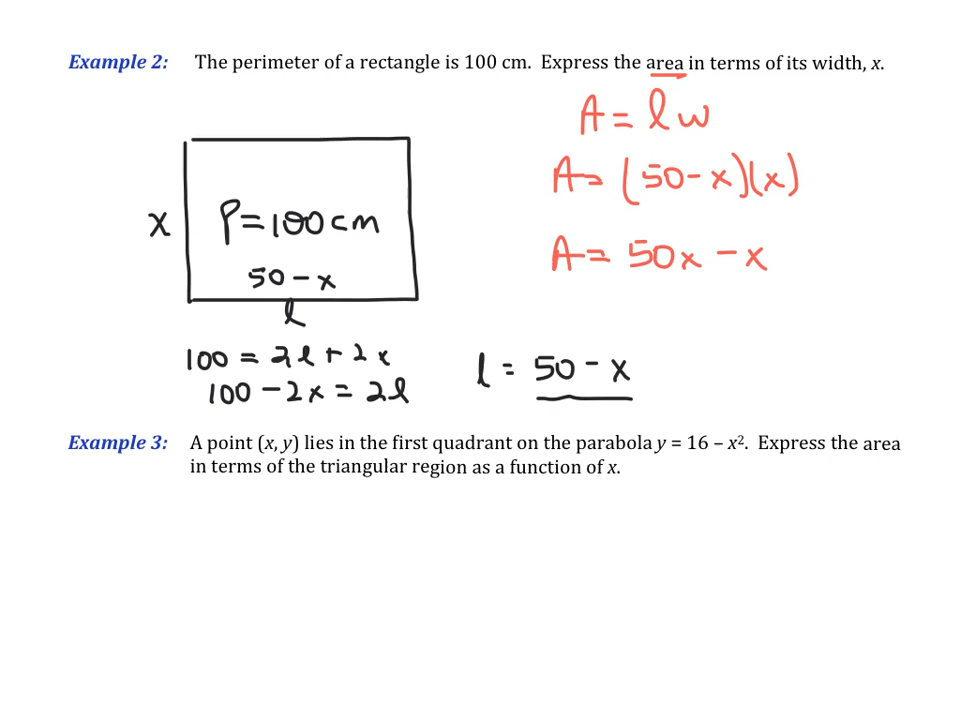 Example 2: The perimeter of a rectangle is 100 cm. Express the area in terms of its width, x.
A = l w
A = (50 - x)(x)
A = 50x - x
x
P = 100 cm
50 - x
l
100 = 2l + 2x
100 - 2x = 2l
l = 50 - x
Example 3: A point (x, y) lies in the first quadrant on the parabola y = 16 – x². Express the area
in terms of the triangular region as a function of x.